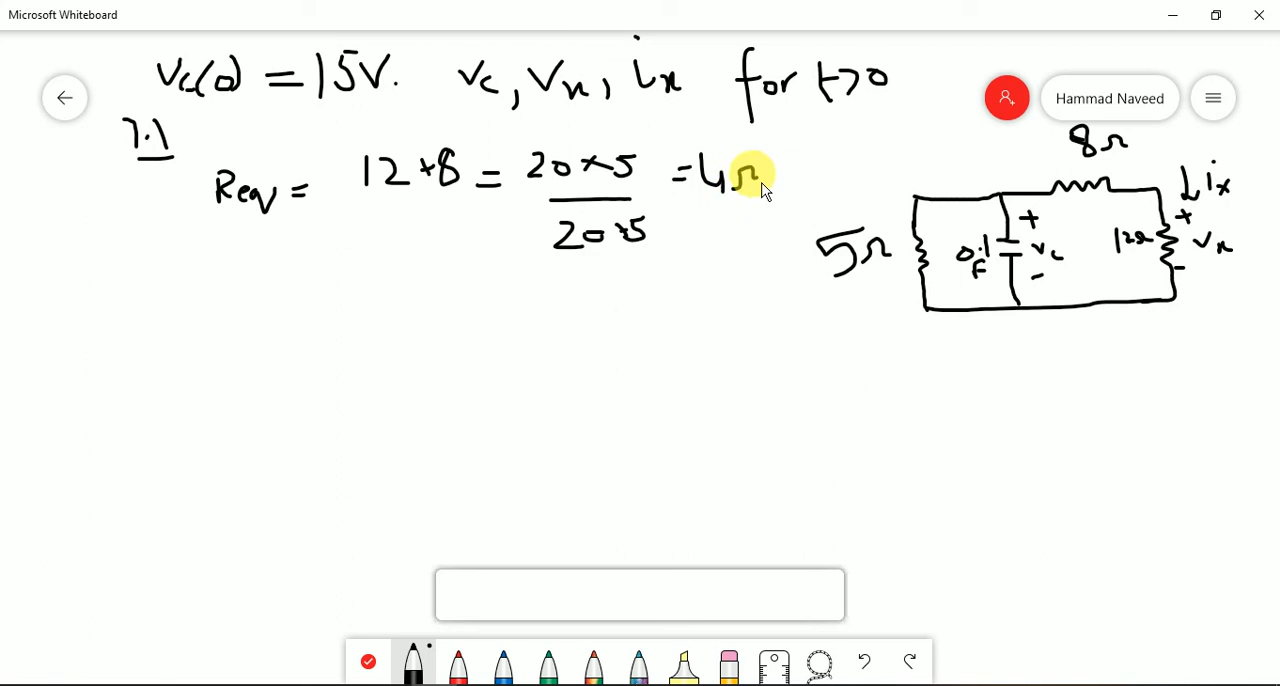 Microsoft Whiteboard
Vc(0) = 15V. Vc, Vx, ix for t>0
Hammad Naveed
7.1
Req = 12+8 = 20×5 = 4Ω
20+5
8Ω
ix
5Ω
0.1
F
+
Vc
-
12Ω
+
Vx
-